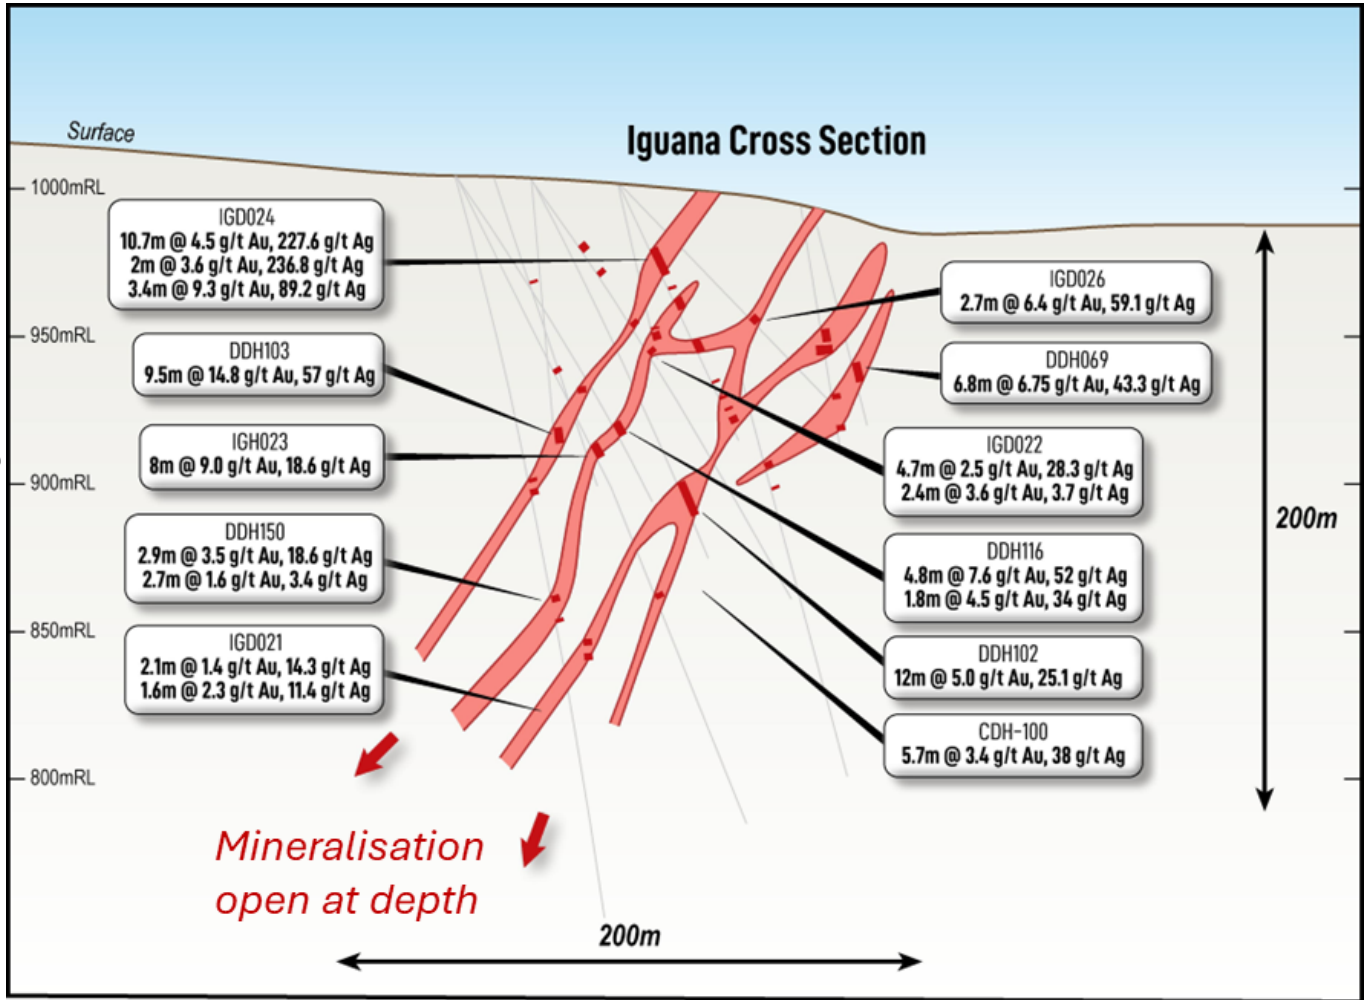 Surface
Iguana Cross Section
1000mRL
950mRL
900mRL
850mRL
800mRL
IGD024
10.7m @ 4.5 g/t Au, 227.6 g/t Ag
2m @ 3.6 g/t Au, 236.8 g/t Ag
3.4m @ 9.3 g/t Au, 89.2 g/t Ag
DDH103
9.5m @ 14.8 g/t Au, 57 g/t Ag
IGH023
8m @ 9.0 g/t Au, 18.6 g/t Ag
DDH150
2.9m @ 3.5 g/t Au, 18.6 g/t Ag
2.7m @ 1.6 g/t Au, 3.4 g/t Ag
IGD021
2.1m @ 1.4 g/t Au, 14.3 g/t Ag
1.6m @ 2.3 g/t Au, 11.4 g/t Ag
IGD026
2.7m @ 6.4 g/t Au, 59.1 g/t Ag
DDH069
6.8m @ 6.75 g/t Au, 43.3 g/t Ag
IGD022
4.7m @ 2.5 g/t Au, 28.3 g/t Ag
2.4m @ 3.6 g/t Au, 3.7 g/t Ag
DDH116
4.8m @ 7.6 g/t Au, 52 g/t Ag
1.8m @ 4.5 g/t Au, 34 g/t Ag
DDH102
12m @ 5.0 g/t Au, 25.1 g/t Ag
CDH-100
5.7m @ 3.4 g/t Au, 38 g/t Ag
200m
Mineralisation
open at depth
200m